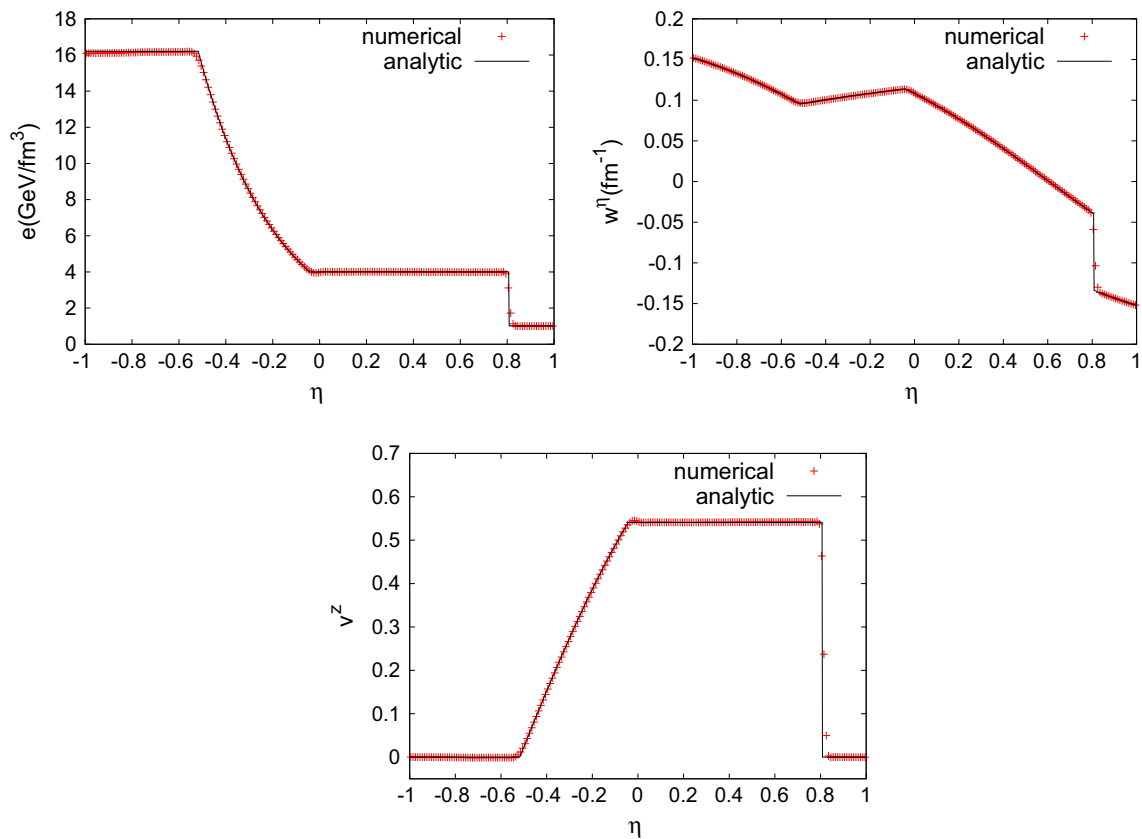 18
16
14
12
10
8
6
4
2
0
e(GeV/fm³)
numerical
analytic
-1 -0.8 -0.6 -0.4 -0.2 0 0.2 0.4 0.6 0.8 1
η
0.2
0.15
0.1
0.05
0
-0.05
-0.1
-0.15
-0.2
w^η(fm⁻¹)
numerical
analytic
-1 -0.8 -0.6 -0.4 -0.2 0 0.2 0.4 0.6 0.8 1
η
0.7
0.6
0.5
0.4
0.3
0.2
0.1
0
v^z
numerical
analytic
-1 -0.8 -0.6 -0.4 -0.2 0 0.2 0.4 0.6 0.8 1
η